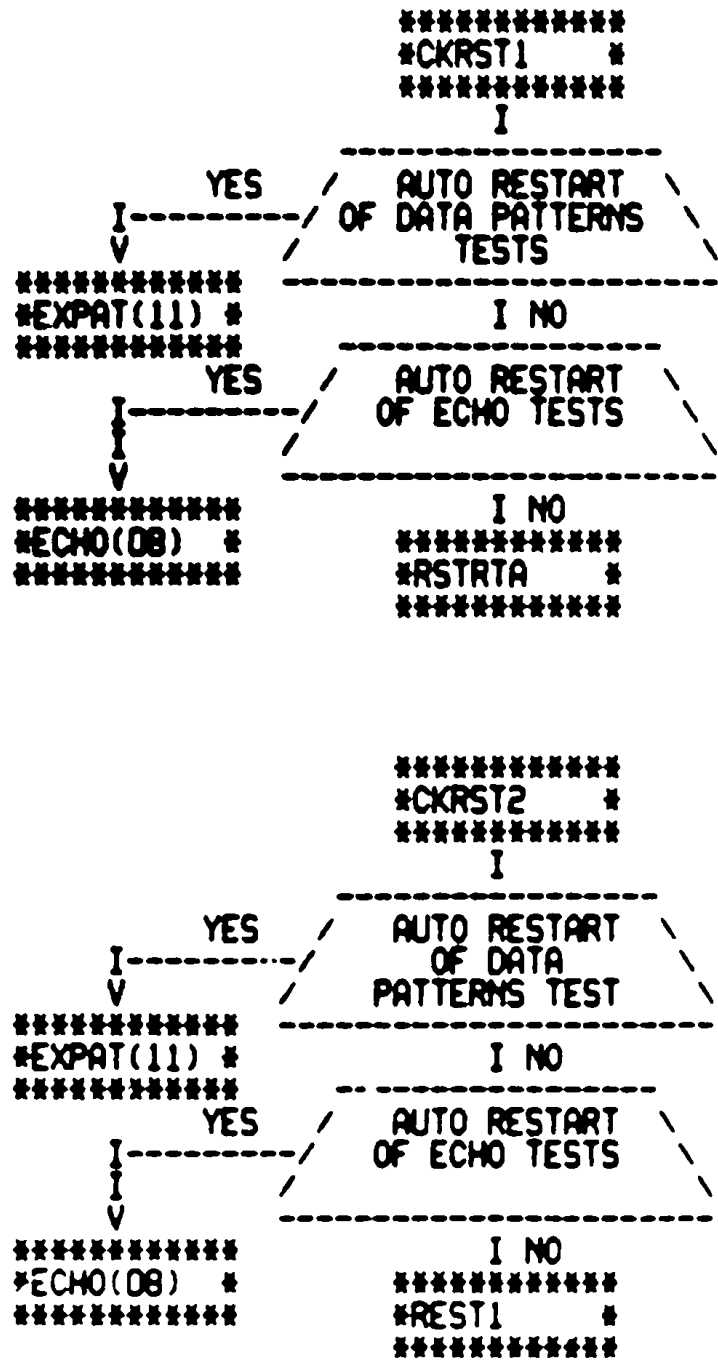 ************
*CKRST1    *
************
I
-----------------
YES / AUTO RESTART \
I---------/ OF DATA PATTERNS \
V / TESTS \
************ -----------------------
*EXPAT(11) * I NO
************ -----------------
YES / AUTO RESTART \
I---------/ OF ECHO TESTS \
I / \
V -----------------------
************ I NO
*ECHO(08)  * ************
************ *RSTRTA    *
************
************
*CKRST2    *
************
I
-----------------
YES / AUTO RESTART \
I---------/ OF DATA \
V / PATTERNS TEST \
************ -----------------------
*EXPAT(11) * I NO
************ -----------------
YES / AUTO RESTART \
I---------/ OF ECHO TESTS \
I / \
V -----------------------
************ I NO
*ECHO(08)  * ************
************ *REST1     *
************